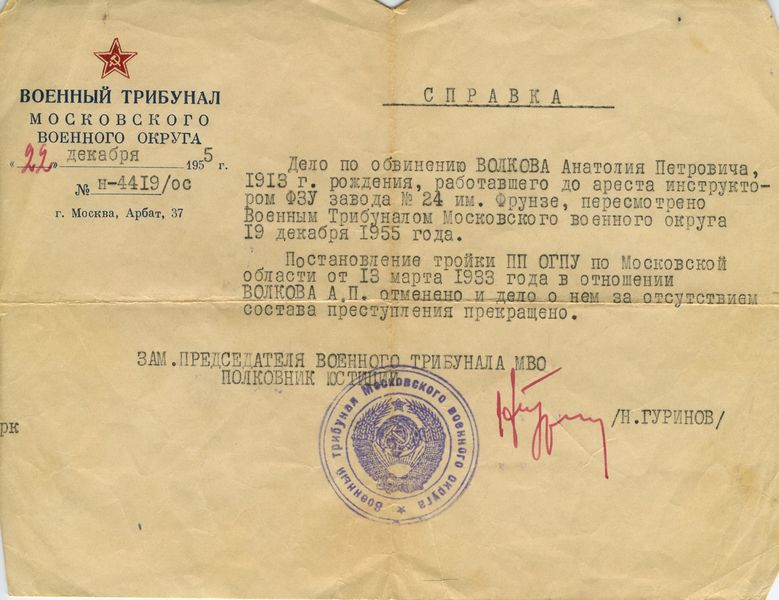 ВОЕННЫЙ ТРИБУНАЛ
МОСКОВСКОГО
ВОЕННОГО ОКРУГА
«22» декабря 1955 г.
№ н-4419/ос
г. Москва, Арбат, 37
СПРАВКА
Дело по обвинению ВОЛКОВА Анатолия Петровича,
1913 г. рождения, работавшего до ареста инструкто-
ром ФЗУ завода № 24 им. Фрунзе, пересмотрено
Военным Трибуналом Московского военного округа
19 декабря 1955 года.
Постановление тройки ПП ОГПУ по Московской
области от 13 марта 1933 года в отношении
ВОЛКОВА А.П. отменено и дело о нем за отсутствием
состава преступления прекращено.
ЗАМ.ПРЕДСЕДАТЕЛЯ ВОЕННОГО ТРИБУНАЛА МВО
ПОЛКОВНИК ЮСТИЦИИ
/Н.ГУРИНОВ/
рк
Военный трибунал Московского военного округа